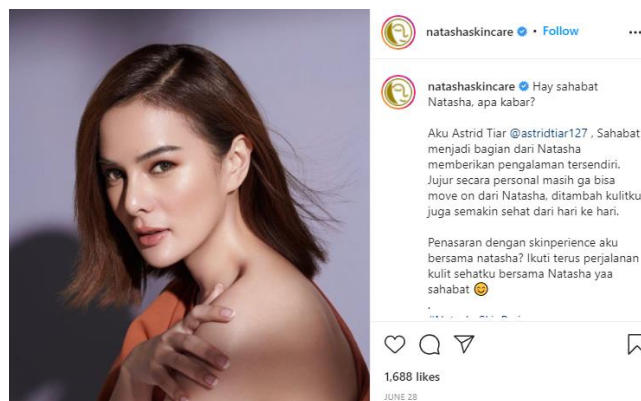 natashaskincare • Follow
natashaskincare Hay sahabat
Natasha, apa kabar?
Aku Astrid Tiar @astridtiar127 , Sahabat
menjadi bagian dari Natasha
memberikan pengalaman tersendiri.
Jujur secara personal masih ga bisa
move on dari Natasha, ditambah kulitku
juga semakin sehat dari hari ke hari.
Penasaran dengan skinperience aku
bersama natasha? Ikuti terus perjalanan
kulit sehatku bersama Natasha yaa
sahabat 😊
.
1,688 likes
JUNE 28